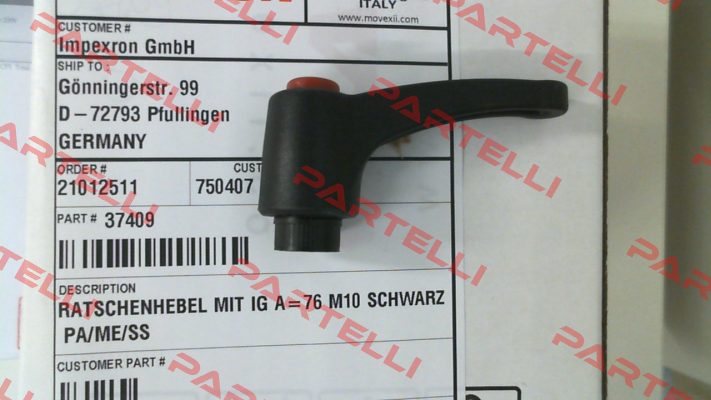 ITALY
www.movexii.com
CUSTOMER #
Impexron GmbH
SHIP TO
Gönningerstr. 99
D-72793 Pfullingen
GERMANY
ORDER #
21012511
CUST
750407
PART # 37409
DESCRIPTION
RATSCHENHEBEL MIT IG A=76 M10 SCHWARZ
PA/ME/SS
CUSTOMER PART #
PARTELLI